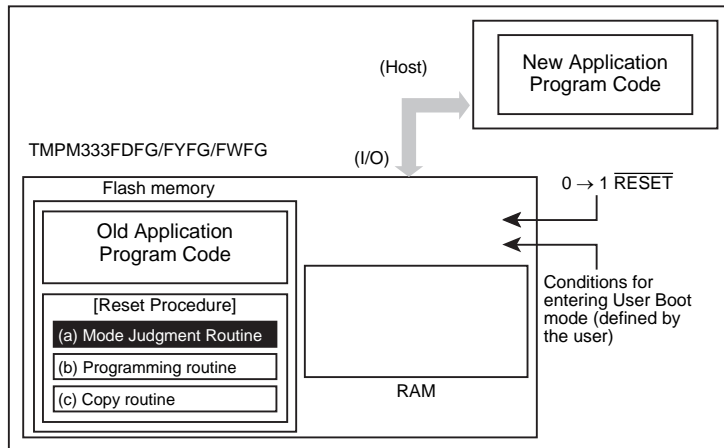 New Application
Program Code
(Host)
TMPM333FDFG/FYFG/FWFG
(I/O)
0 → 1 RESET
Flash memory
Old Application
Program Code
[Reset Procedure]
(a) Mode Judgment Routine
(b) Programming routine
(c) Copy routine
RAM
Conditions for
entering User Boot
mode (defined by
the user)